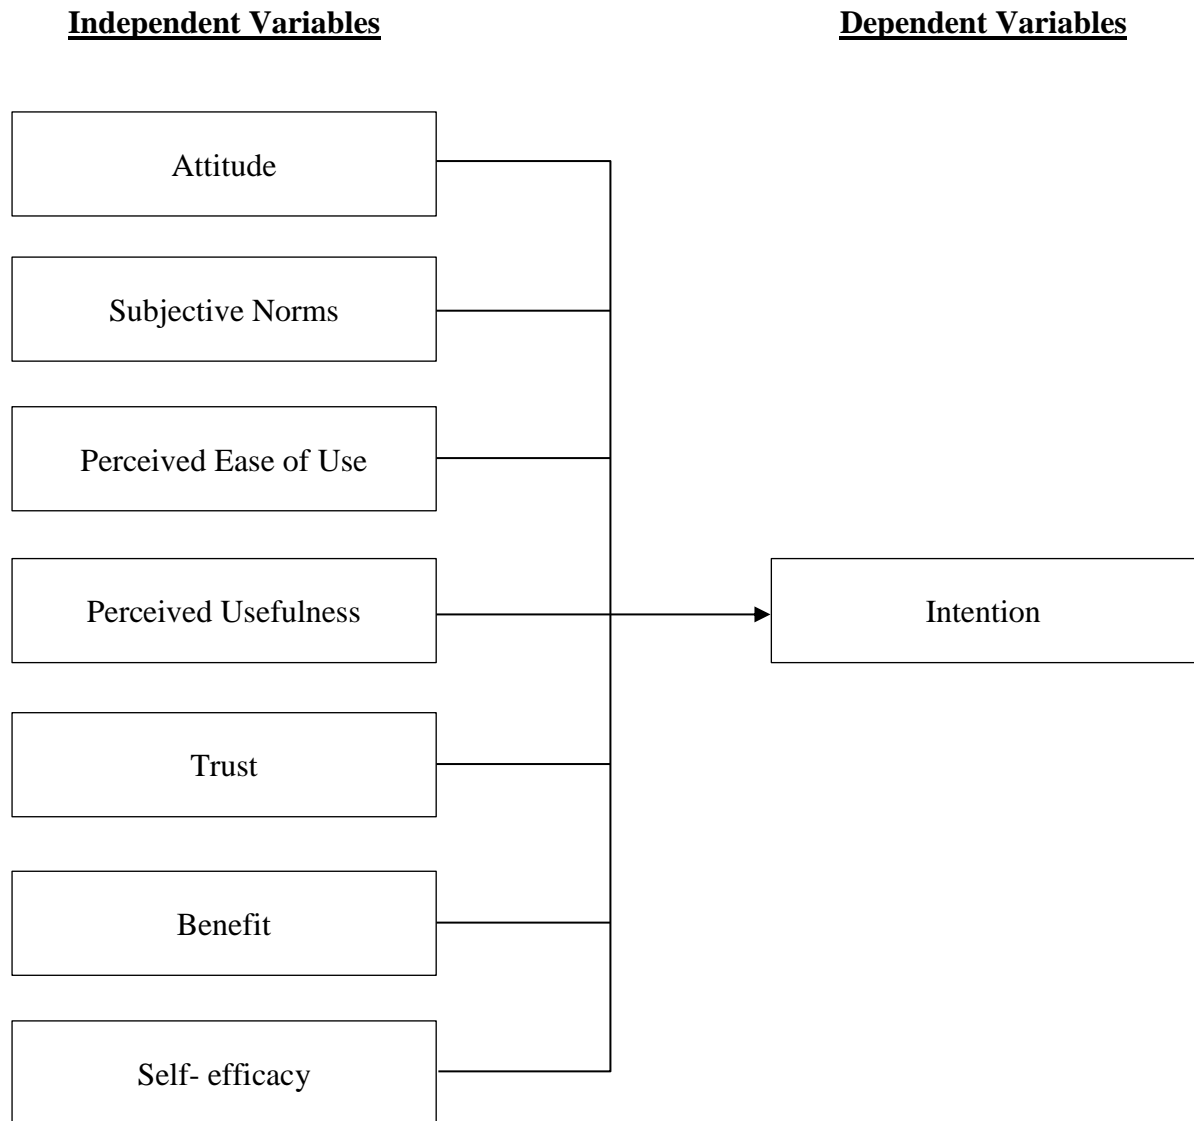 Independent Variables
Dependent Variables
Attitude
Subjective Norms
Perceived Ease of Use
Perceived Usefulness
Intention
Trust
Benefit
Self- efficacy